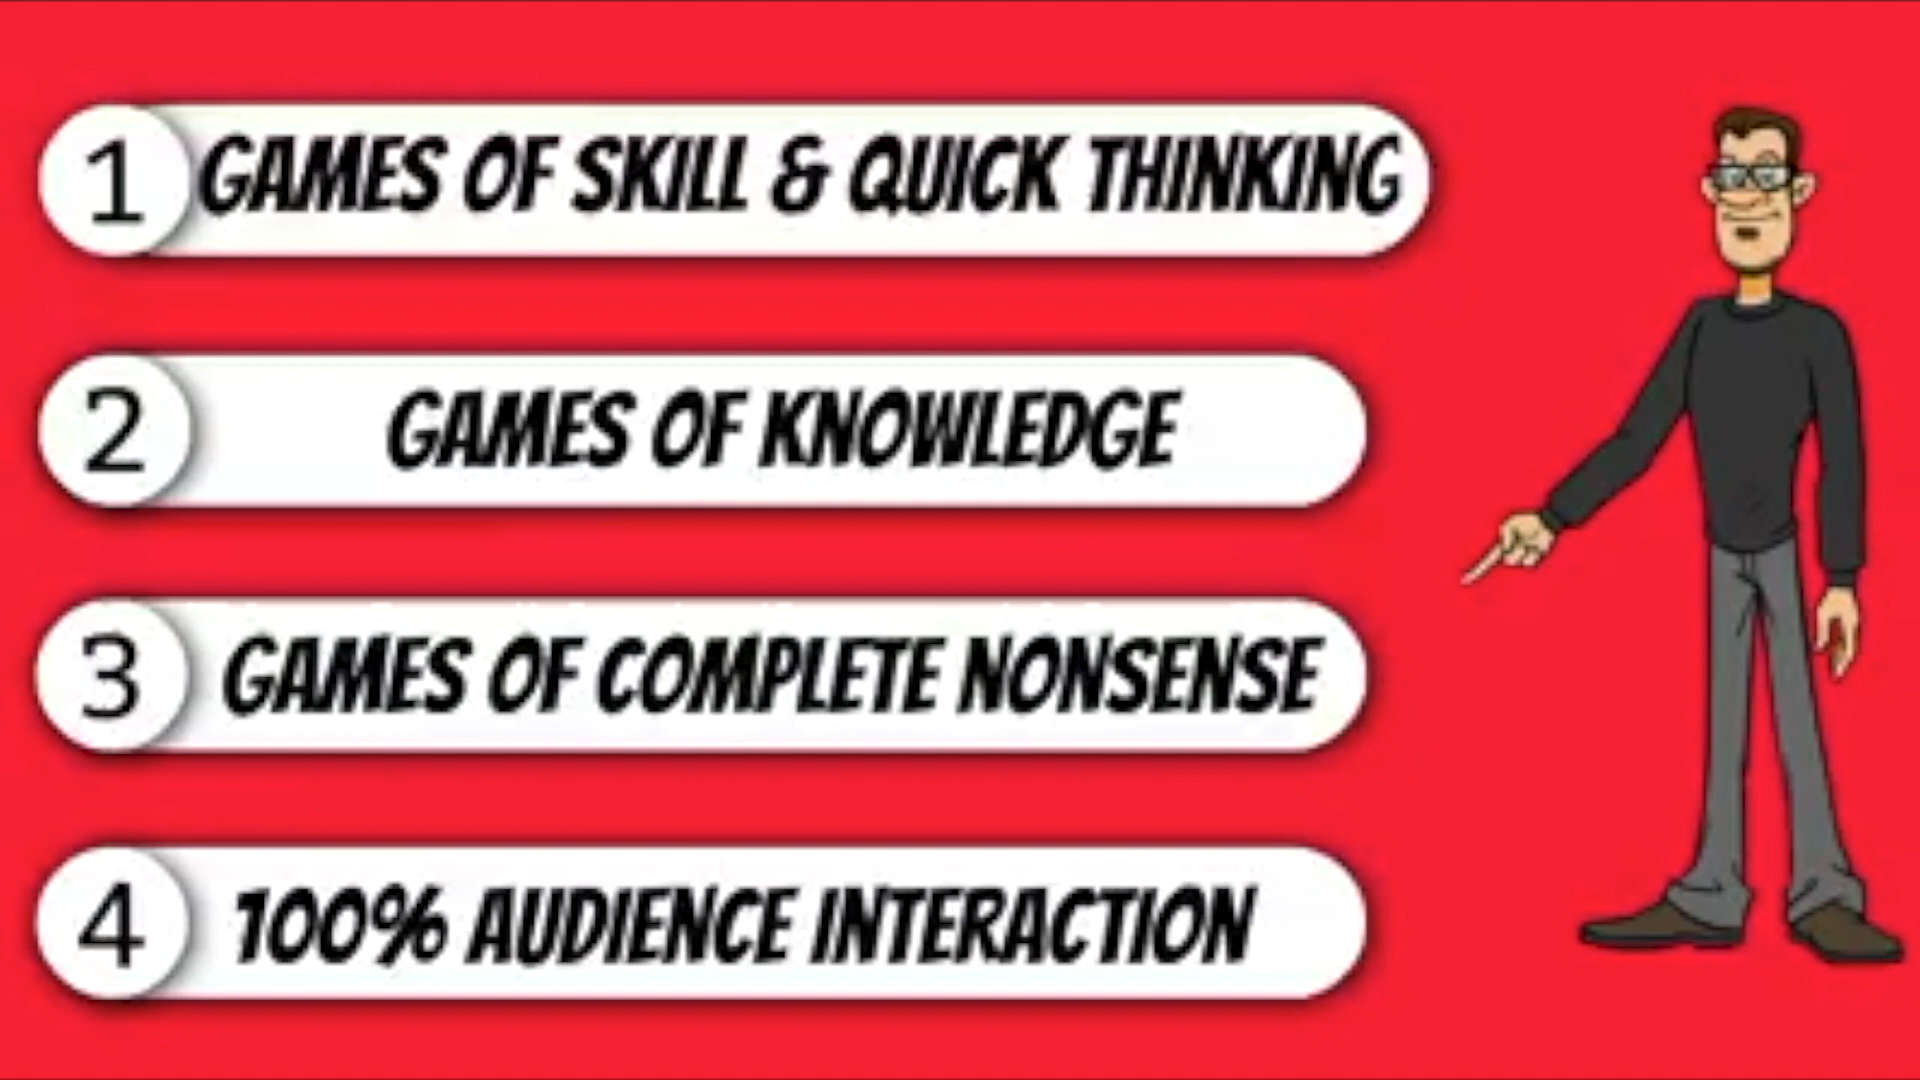 1 GAMES OF SKILL & QUICK THINKING
2 GAMES OF KNOWLEDGE
3 GAMES OF COMPLETE NONSENSE
4 100% AUDIENCE INTERACTION